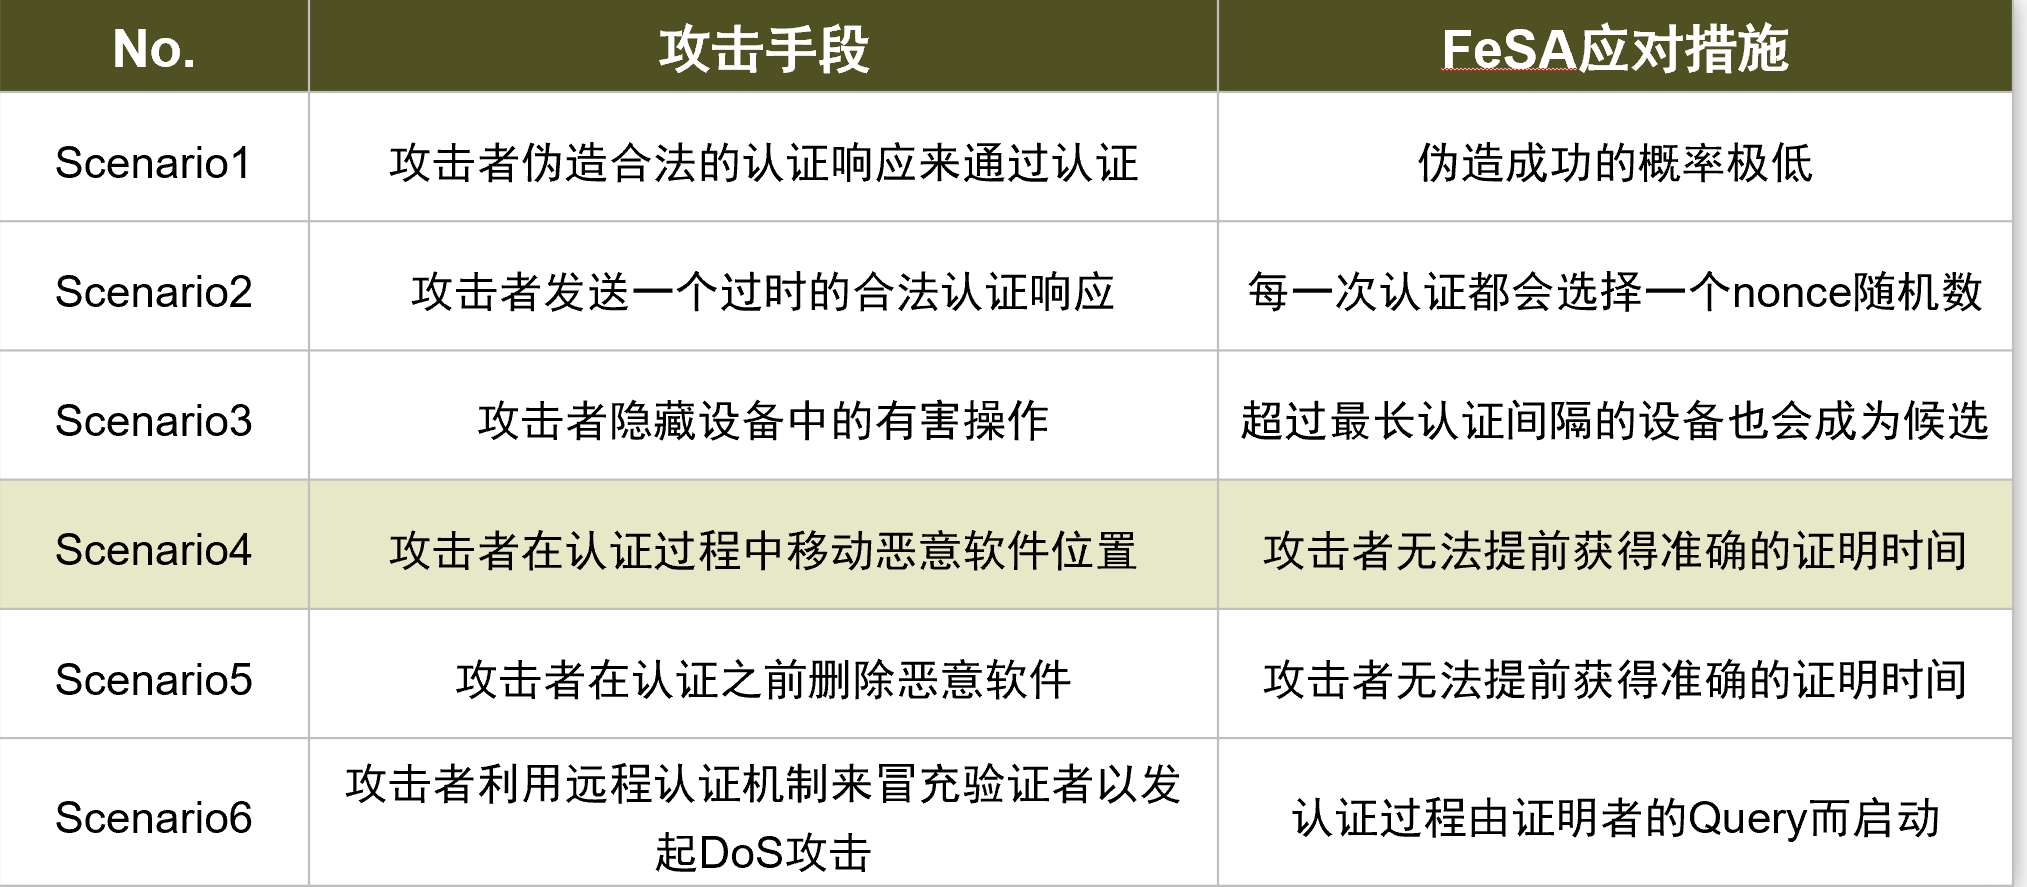 No. 攻击手段 FeSA应对措施
Scenario1 攻击者伪造合法的认证响应来通过认证 伪造成功的概率极低
Scenario2 攻击者发送一个过时的合法认证响应 每一次认证都会选择一个nonce随机数
Scenario3 攻击者隐藏设备中的有害操作 超过最长认证间隔的设备也会成为候选
Scenario4 攻击者在认证过程中移动恶意软件位置 攻击者无法提前获得准确的证明时间
Scenario5 攻击者在认证之前删除恶意软件 攻击者无法提前获得准确的证明时间
Scenario6 攻击者利用远程认证机制来冒充验证者以发
起DoS攻击 认证过程由证明者的Query而启动